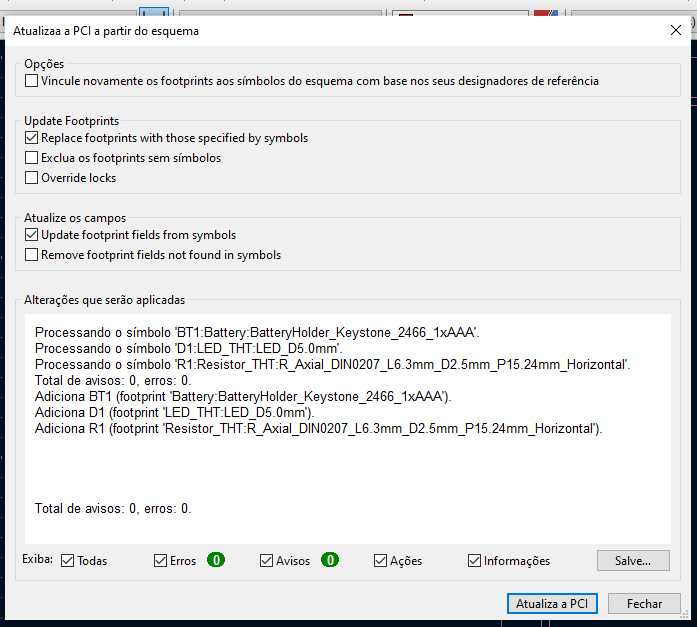 Atualizaa a PCI a partir do esquema
Opções
Vincule novamente os footprints aos símbolos do esquema com base nos seus designadores de referência
Update Footprints
Replace footprints with those specified by symbols
Exclua os footprints sem símbolos
Override locks
Atualize os campos
Update footprint fields from symbols
Remove footprint fields not found in symbols
Alterações que serão aplicadas
Processando o símbolo 'BT1:Battery:BatteryHolder_Keystone_2466_1xAAA'.
Processando o símbolo 'D1:LED_THT:LED_D5.0mm'.
Processando o símbolo 'R1:Resistor_THT:R_Axial_DIN0207_L6.3mm_D2.5mm_P15.24mm_Horizontal'.
Total de avisos: 0, erros: 0.
Adiciona BT1 (footprint 'Battery:BatteryHolder_Keystone_2466_1xAAA').
Adiciona D1 (footprint 'LED_THT:LED_D5.0mm').
Adiciona R1 (footprint 'Resistor_THT:R_Axial_DIN0207_L6.3mm_D2.5mm_P15.24mm_Horizontal').
Total de avisos: 0, erros: 0.
Exiba: Todas Erros 0 Avisos 0 Ações Informações Salve...
Atualiza a PCI Fechar